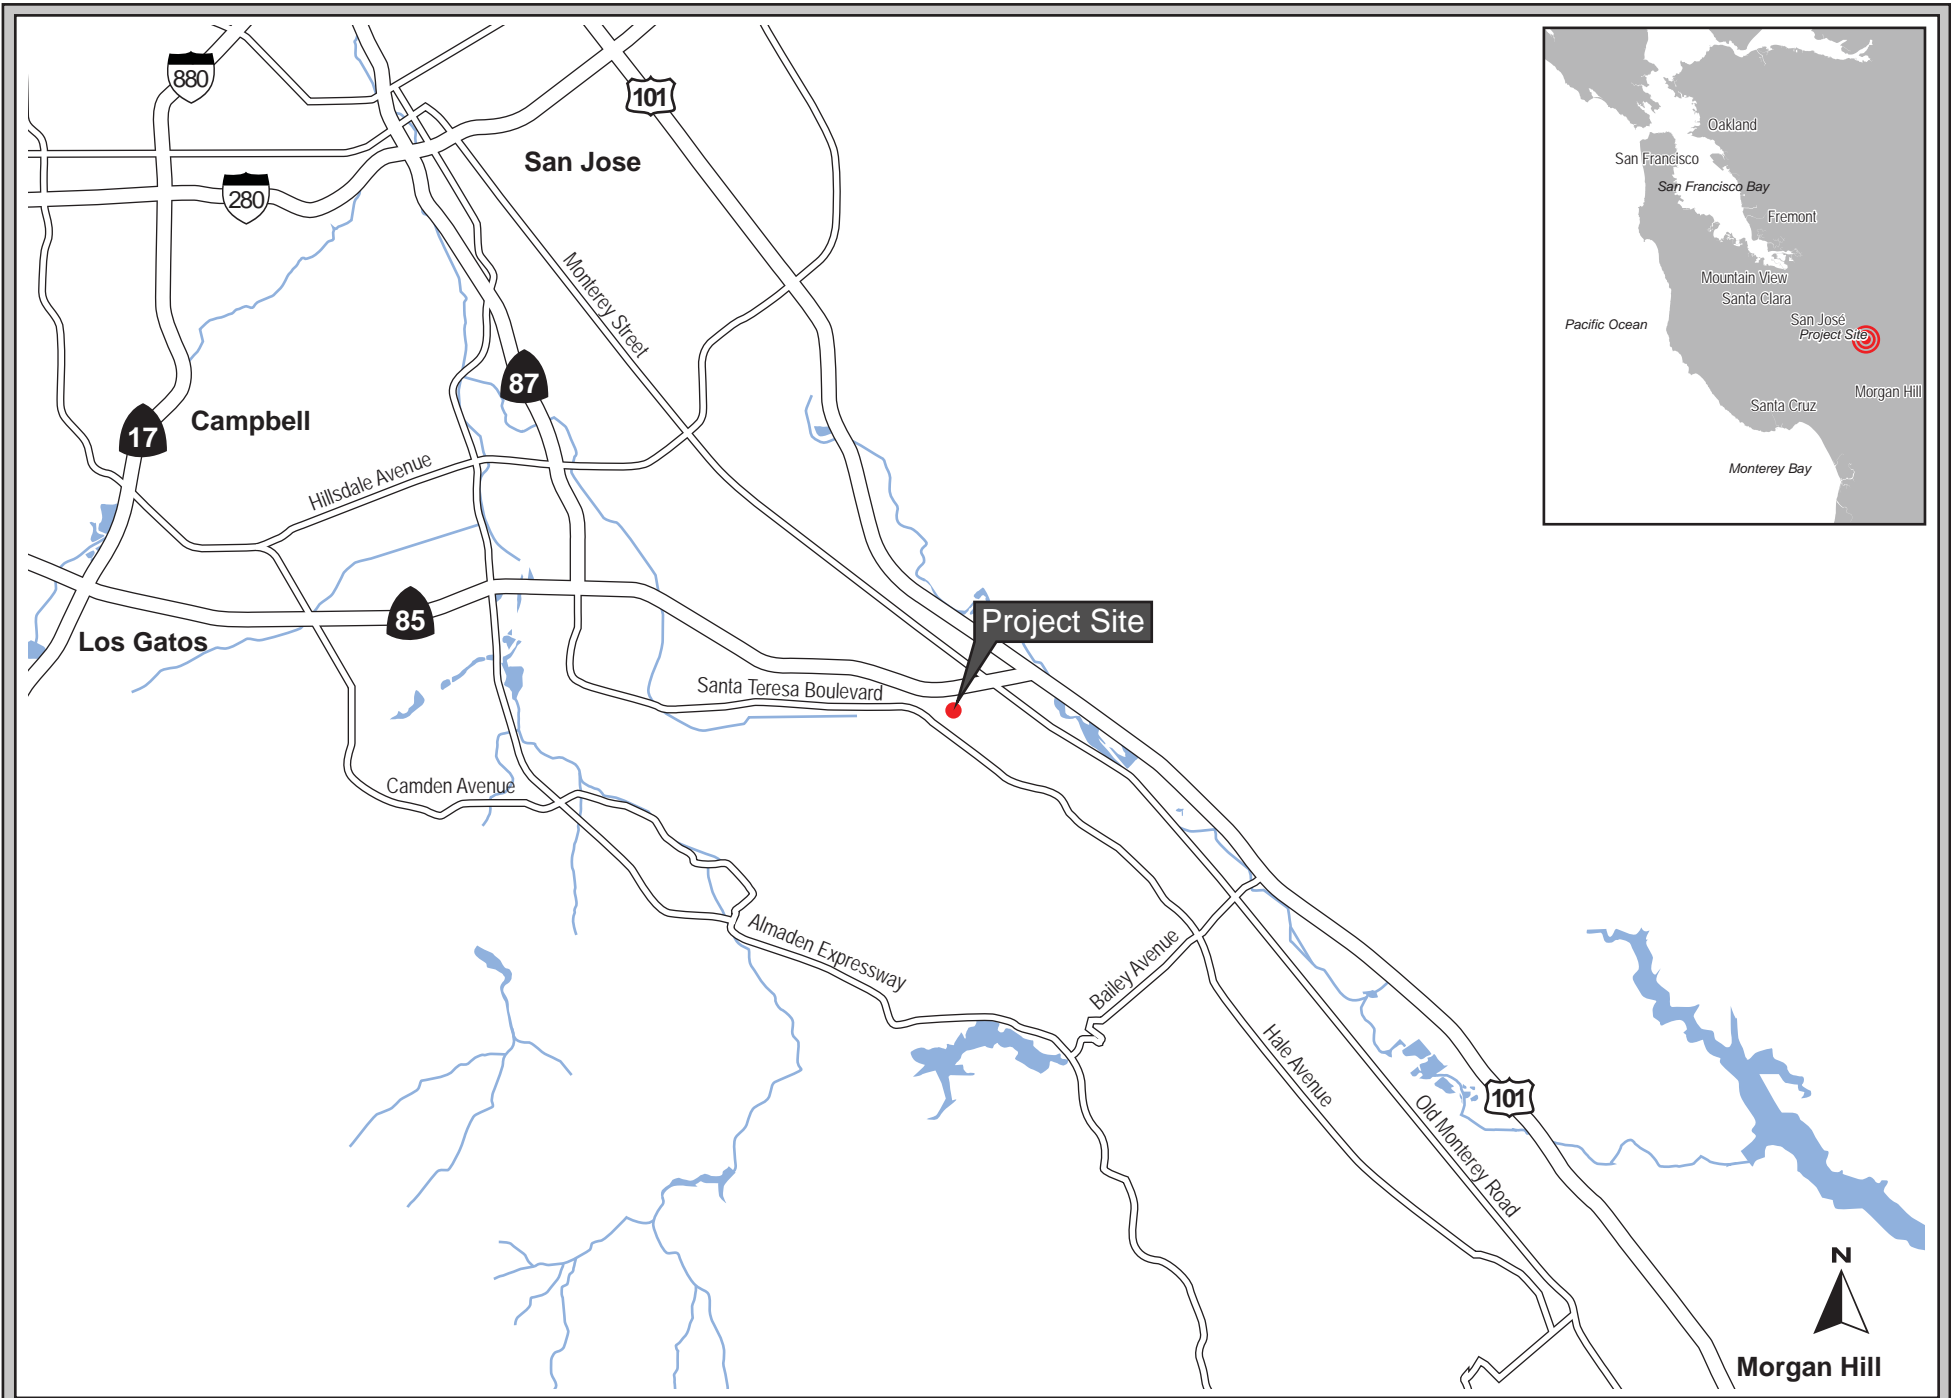 880
101
280
San Jose
Monterey Street
87
17
Campbell
Hillsdale Avenue
85
Los Gatos
Project Site
Santa Teresa Boulevard
Camden Avenue
Almaden Expressway
Bailey Avenue
Hale Avenue
Old Monterey Road
101
N
Morgan Hill
Oakland
San Francisco
San Francisco Bay
Fremont
Mountain View
Santa Clara
Pacific Ocean
San José
Project Site
Morgan Hill
Santa Cruz
Monterey Bay